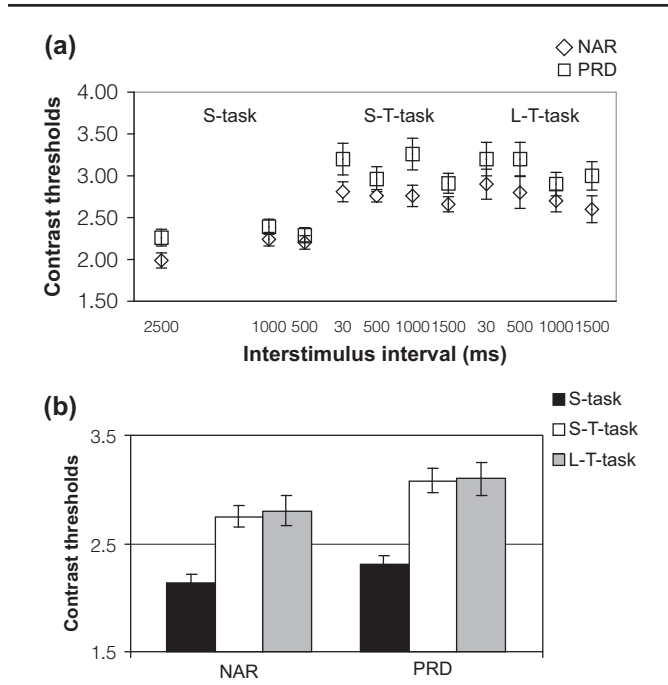 (a)
NAR
PRD
4.00
S-task S-T-task L-T-task
3.50
3.00
2.50
2.00
1.50
Contrast thresholds
2500 1000 500 30 500 1000 1500 30 500 1000 1500
Interstimulus interval (ms)
(b)
S-task
S-T-task
L-T-task
3.5
2.5
1.5
Contrast thresholds
NAR PRD